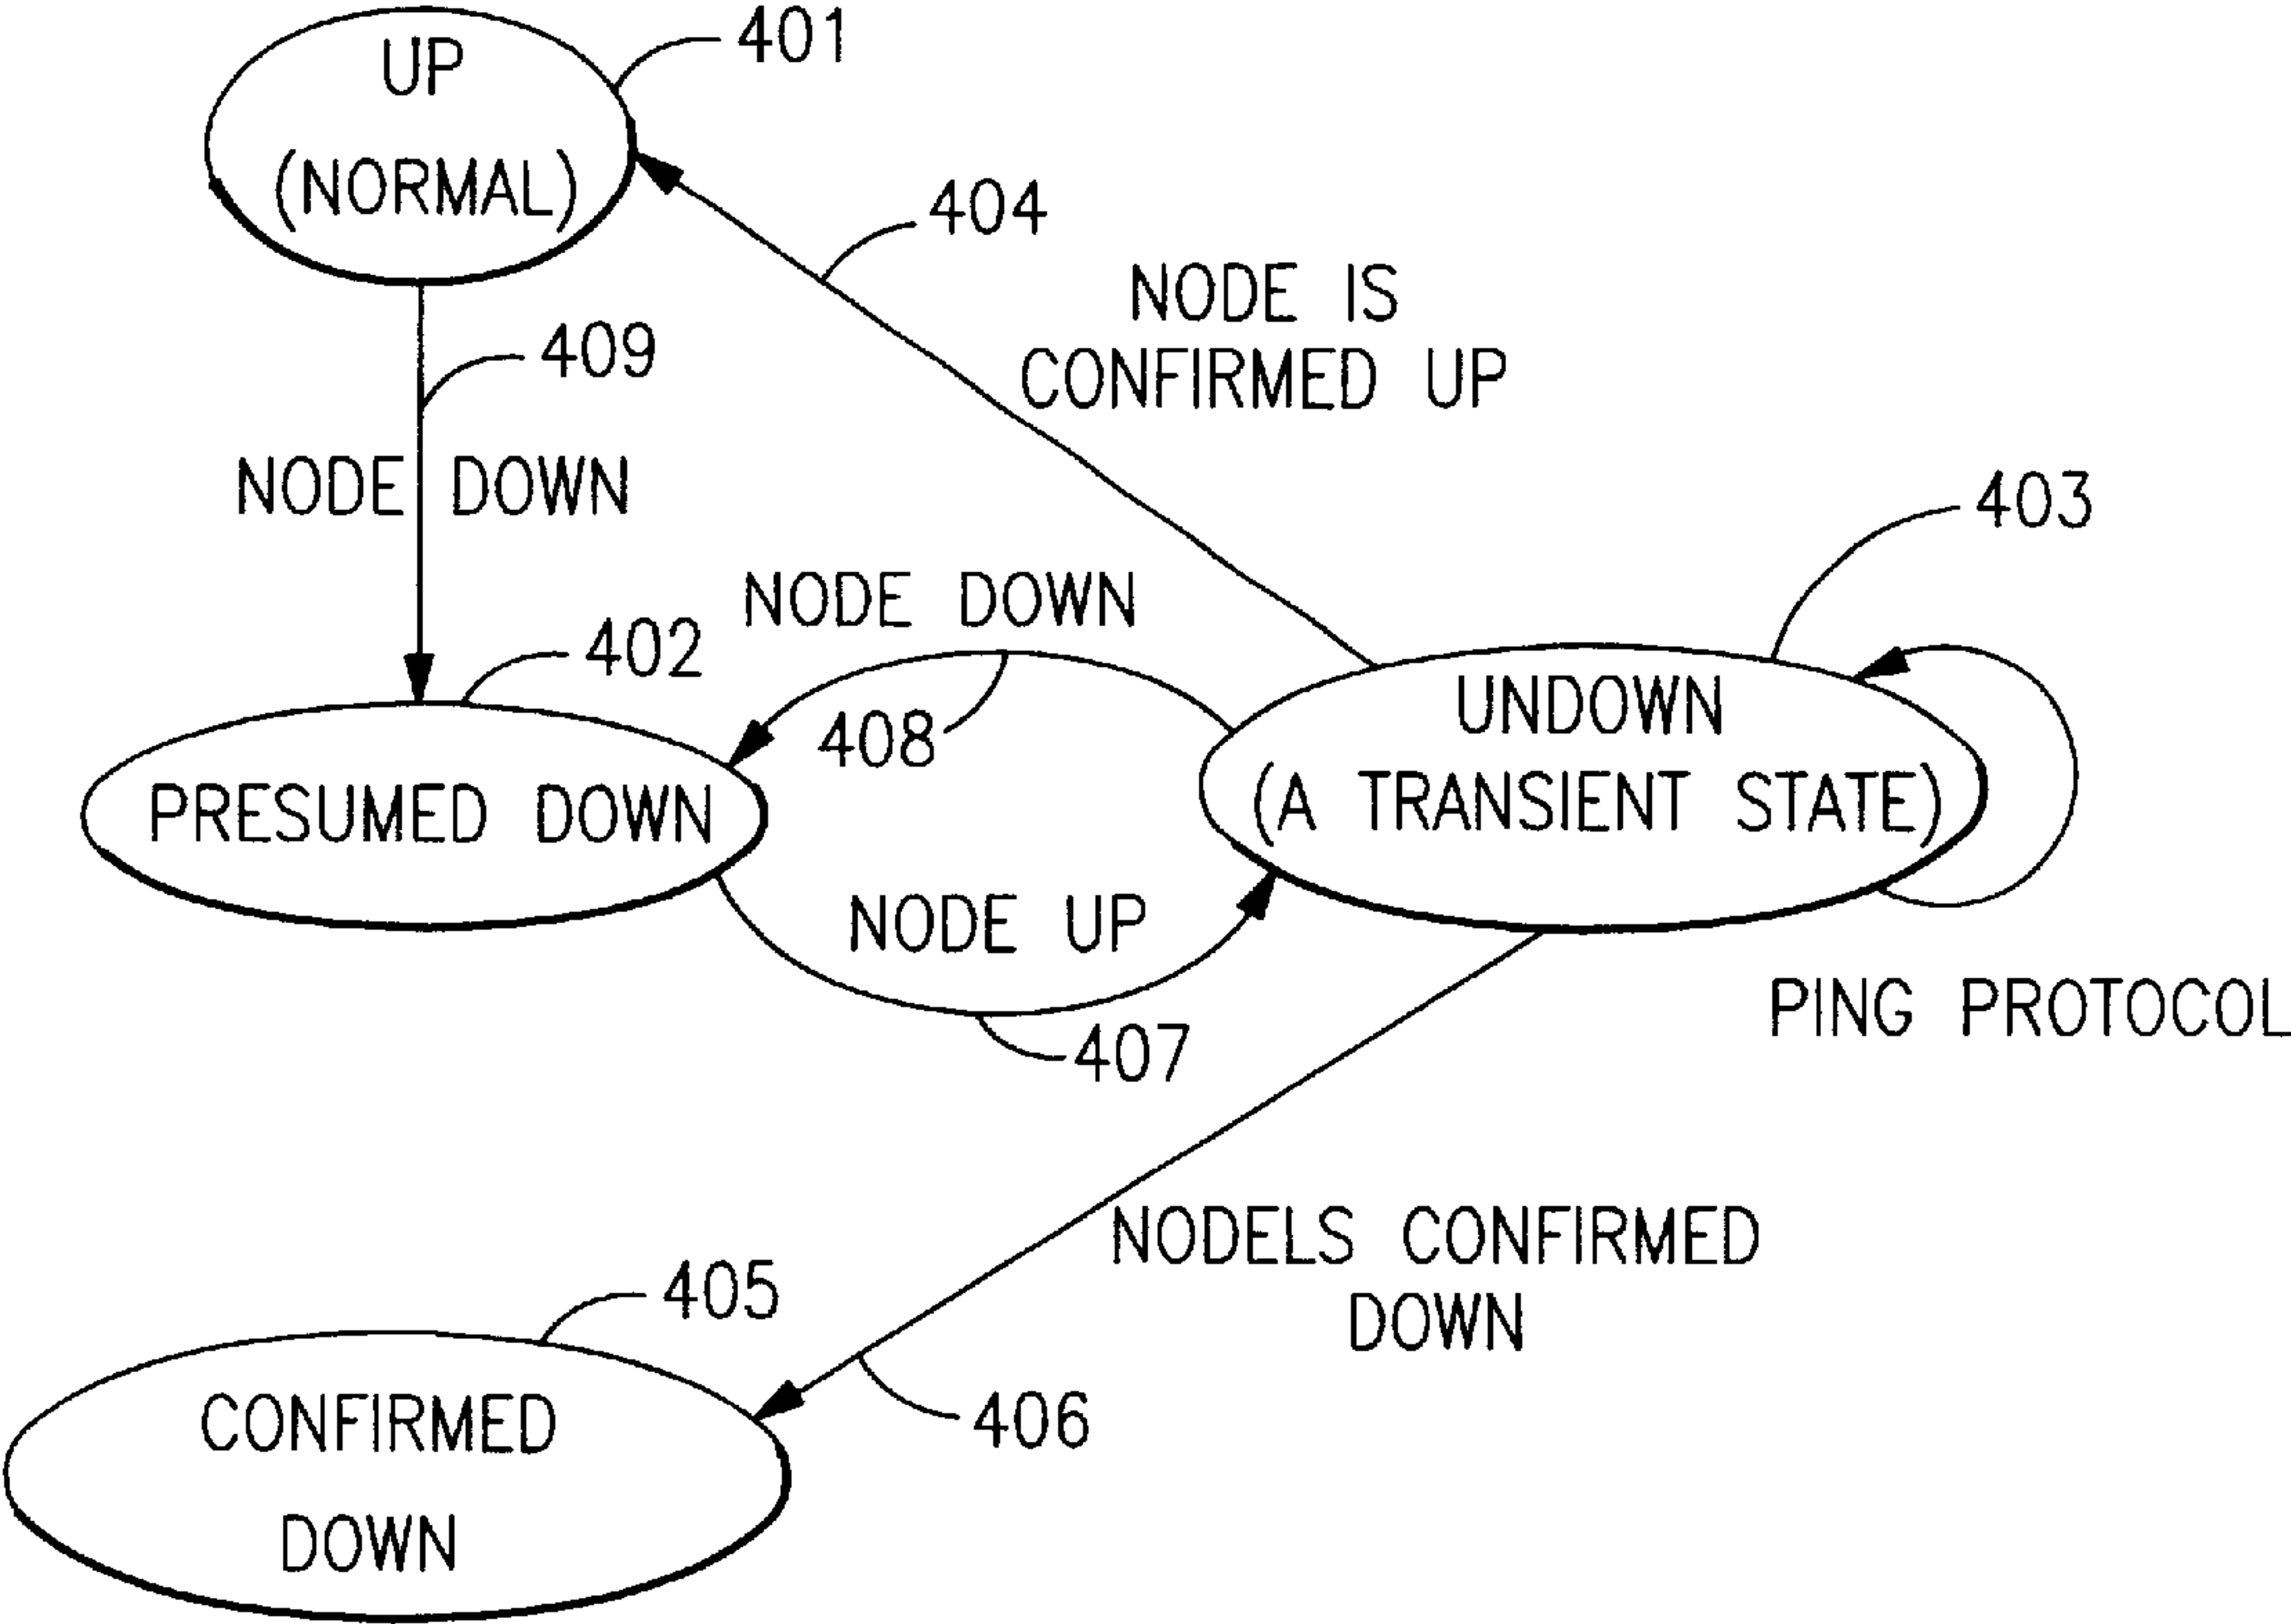 UP
(NORMAL)
401
404
NODE IS
CONFIRMED UP
409
NODE DOWN
403
NODE DOWN
402
408
UNDOWN
(A TRANSIENT STATE)
PRESUMED DOWN
NODE UP
407
PING PROTOCOL
NODELS CONFIRMED
DOWN
405
406
CONFIRMED
DOWN